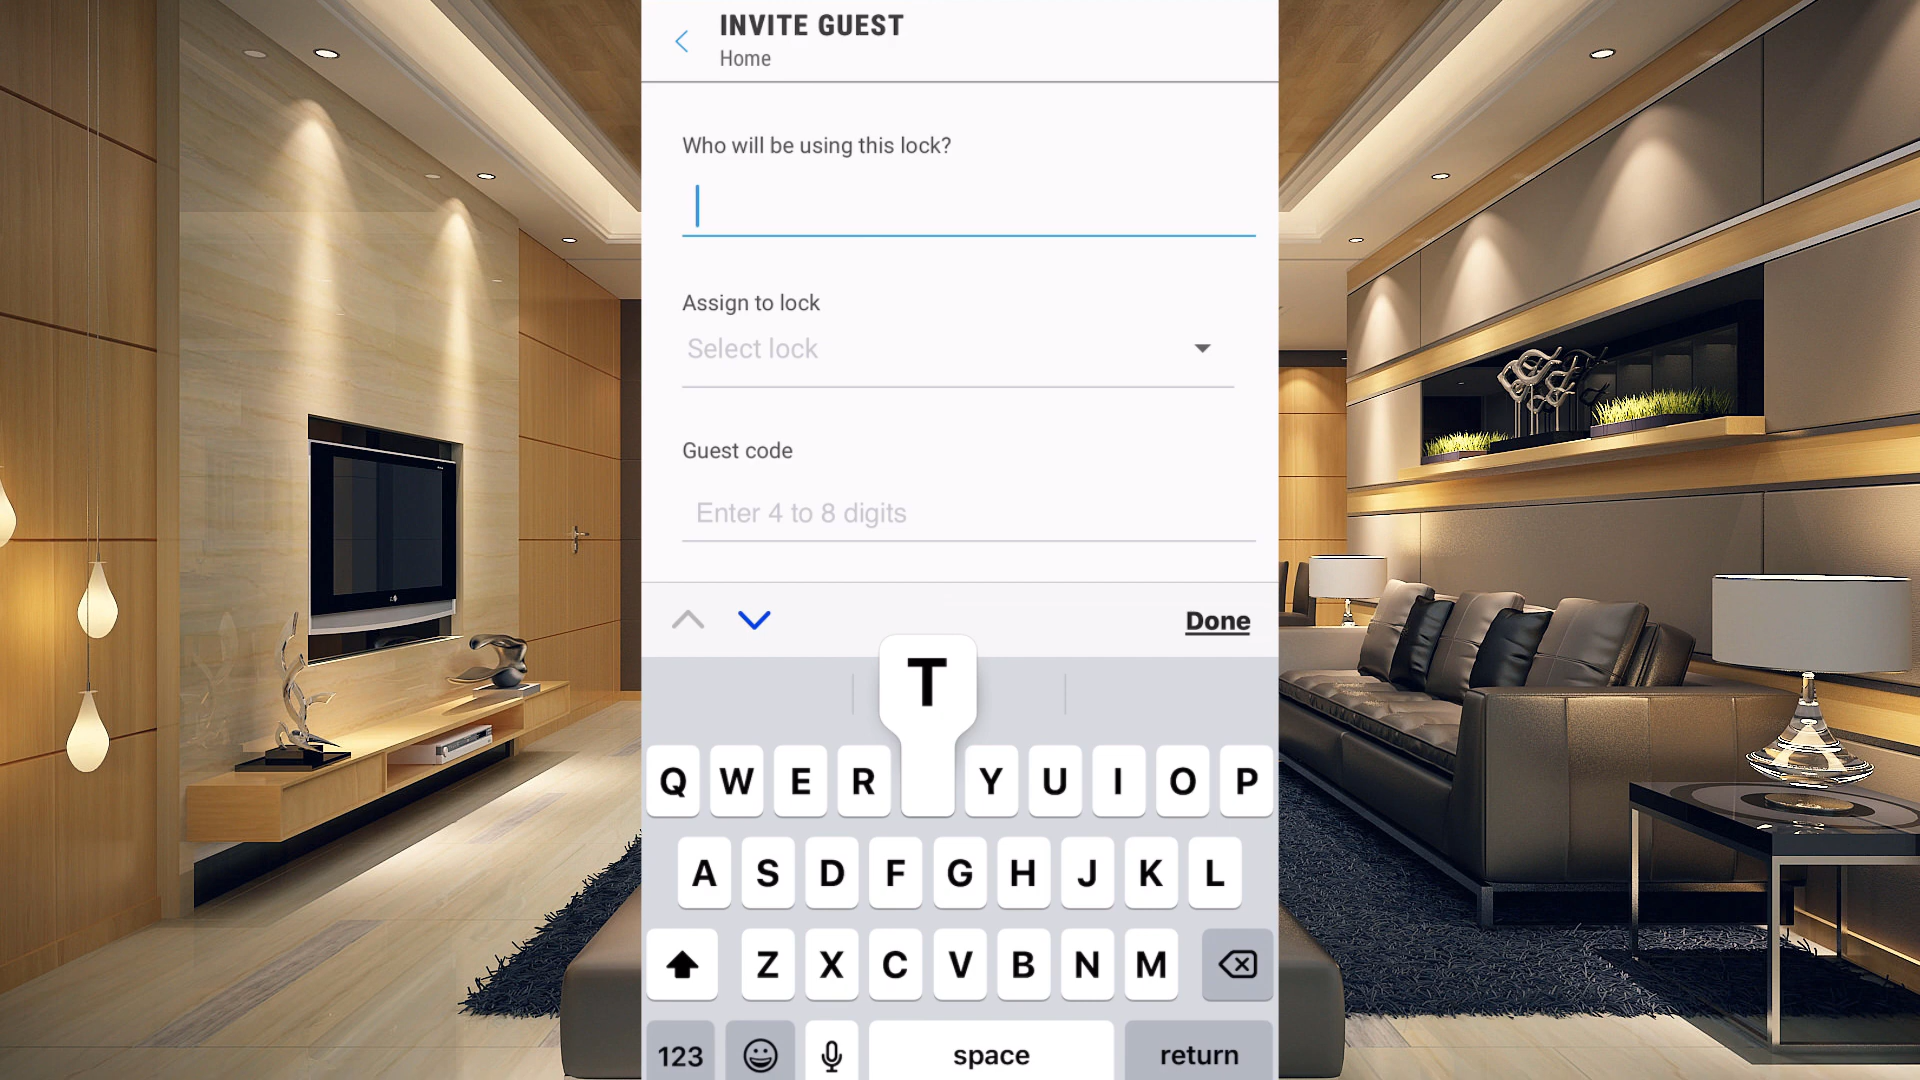 INVITE GUEST
Home
Who will be using this lock?
Assign to lock
Select lock
Guest code
Enter 4 to 8 digits
Done
T
Q W E R Y U I O P
A S D F G H J K L
Z X C V B N M
123 space return